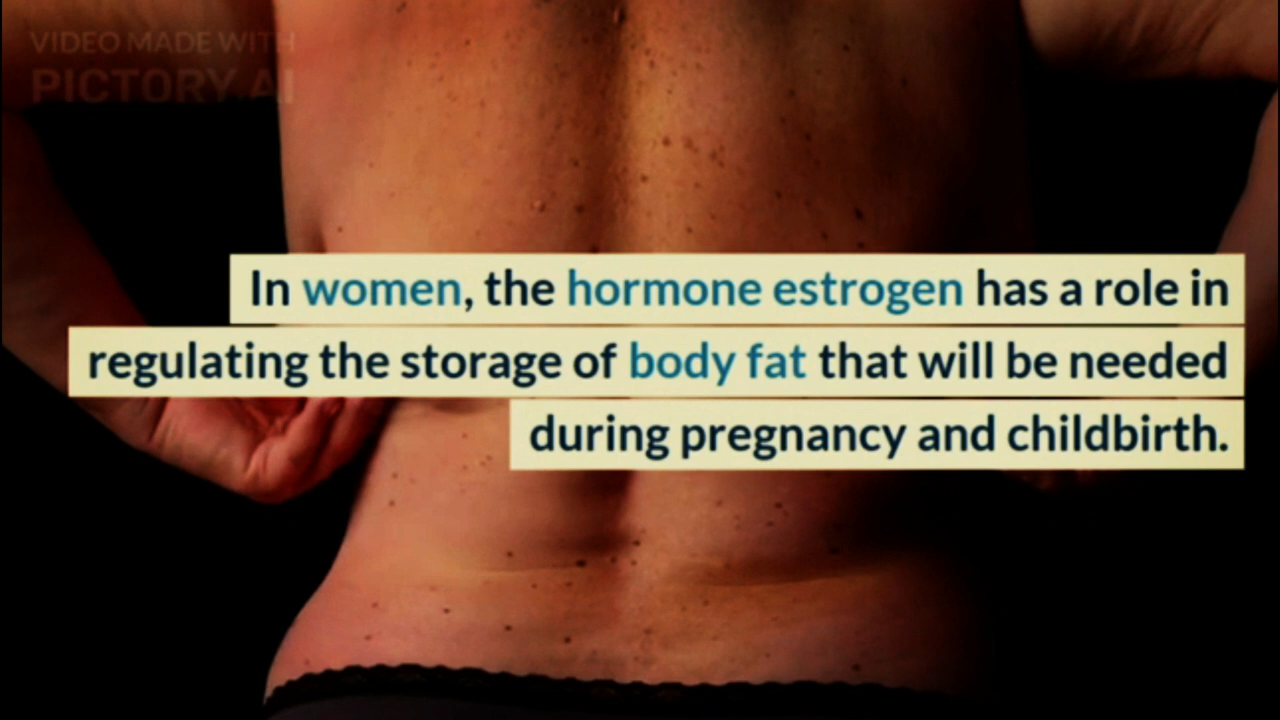 VIDEO MADE WITH
PICTORY.AI
In women, the hormone estrogen has a role in
regulating the storage of body fat that will be needed
during pregnancy and childbirth.